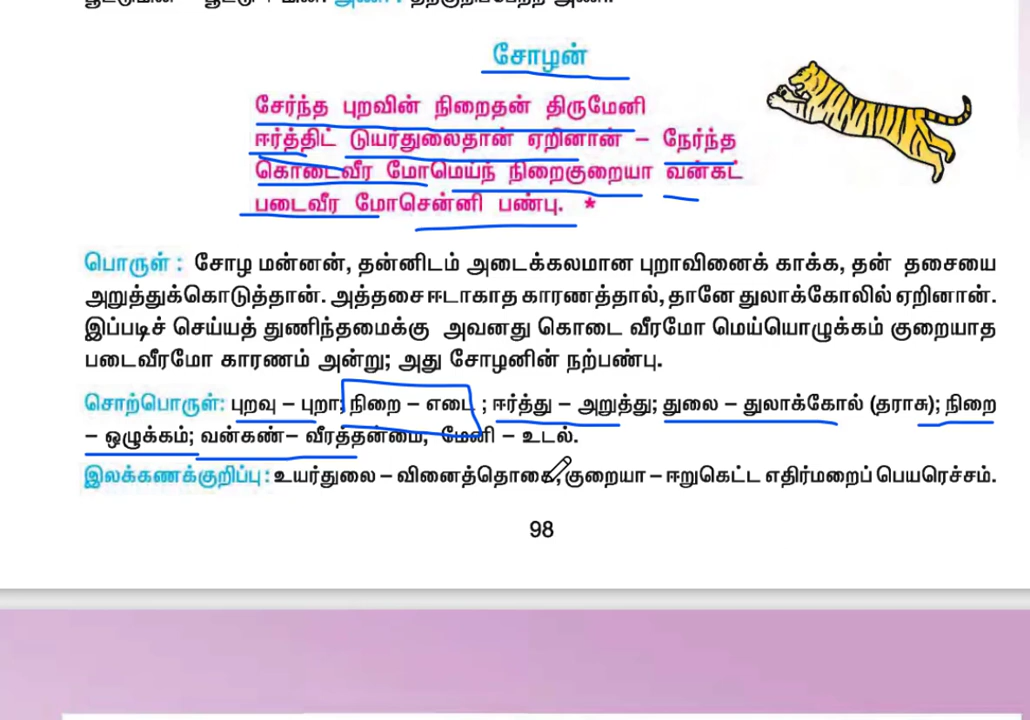 சோழன்
சேர்ந்த புறவின் நிறைதன் திருமேனி
ஈர்த்திட் டுயர்துலைதான் ஏறினான் – நேர்ந்த
கொடைவீர மோமெய்ந் நிறைகுறையா வன்கட்
படைவீர மோசென்னி பண்பு. *
பொருள் : சோழ மன்னன், தன்னிடம் அடைக்கலமான புறாவினைக் காக்க, தன் தசையை
அறுத்துக்கொடுத்தான். அத்தசை ஈடாகாத காரணத்தால், தானே துலாக்கோலில் ஏறினான்.
இப்படிச் செய்யத் துணிந்தமைக்கு அவனது கொடை வீரமோ மெய்யொழுக்கம் குறையாத
படைவீரமோ காரணம் அன்று; அது சோழனின் நற்பண்பு.
சொற்பொருள்: புறவு – புறா; நிறை – எடை ; ஈர்த்து – அறுத்து; துலை – துலாக்கோல் (தராசு); நிறை
– ஒழுக்கம்; வன்கண்– வீரத்தன்மை; மேனி – உடல்.
இலக்கணக்குறிப்பு : உயர்துலை – வினைத்தொகை; குறையா – ஈறுகெட்ட எதிர்மறைப் பெயரெச்சம்.
98